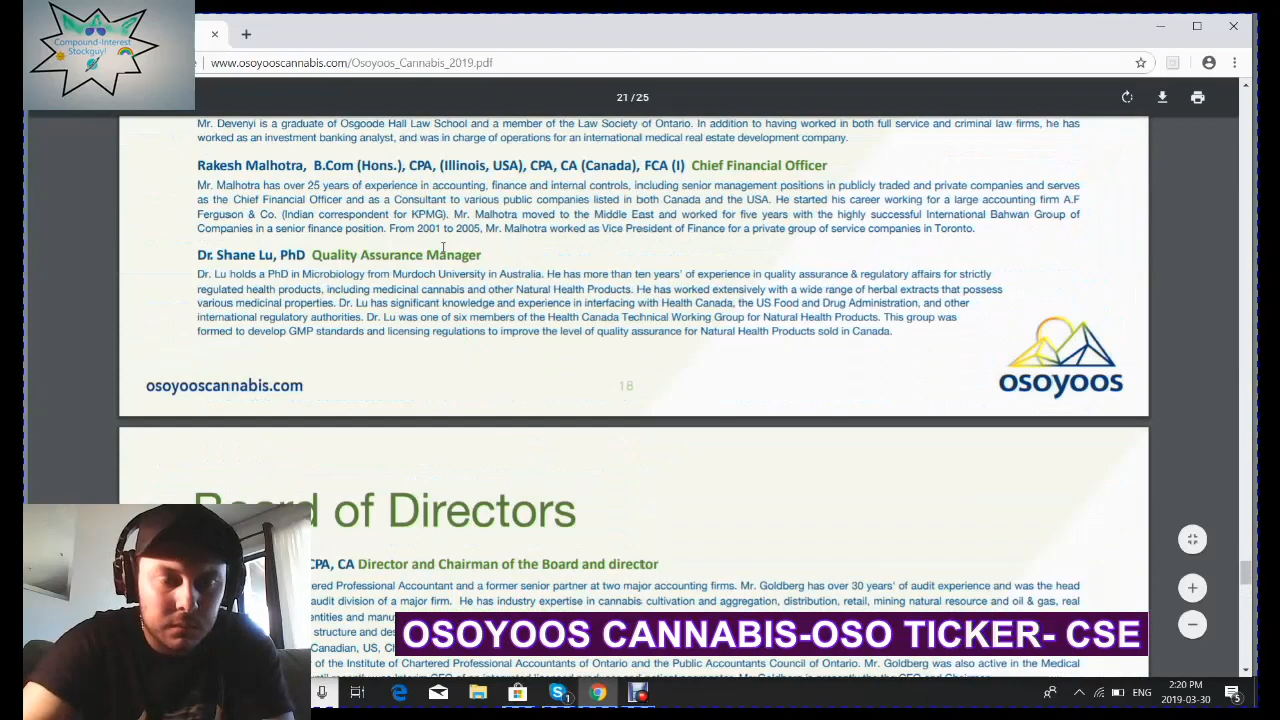 Compound-Interest
Stockguy!
www.osoyooscannabis.com/Osoyoos_Cannabis_2019.pdf
21 / 25
Mr. Devenyi is a graduate of Osgoode Hall Law School and a member of the Law Society of Ontario. In addition to having worked in both full service and criminal law firms, he has
worked as an investment banking analyst, and was in charge of operations for an international medical real estate development company.
Rakesh Malhotra, B.Com (Hons.), CPA, (Illinois, USA), CPA, CA (Canada), FCA (I) Chief Financial Officer
Mr. Malhotra has over 25 years of experience in accounting, finance and internal controls, including senior management positions in publicly traded and private companies and serves
as the Chief Financial Officer and as a Consultant to various public companies listed in both Canada and the USA. He started his career working for a large accounting firm A.F
Ferguson & Co. (Indian correspondent for KPMG). Mr. Malhotra moved to the Middle East and worked for five years with the highly successful International Bahwan Group of
Companies in a senior finance position. From 2001 to 2005, Mr. Malhotra worked as Vice President of Finance for a private group of service companies in Toronto.
Dr. Shane Lu, PhD Quality Assurance Manager
Dr. Lu holds a PhD in Microbiology from Murdoch University in Australia. He has more than ten years' of experience in quality assurance & regulatory affairs for strictly
regulated health products, including medicinal cannabis and other Natural Health Products. He has worked extensively with a wide range of herbal extracts that possess
various medicinal properties. Dr. Lu has significant knowledge and experience in interfacing with Health Canada, the US Food and Drug Administration, and other
international regulatory authorities. Dr. Lu was one of six members of the Health Canada Technical Working Group for Natural Health Products. This group was
formed to develop GMP standards and licensing regulations to improve the level of quality assurance for Natural Health Products sold in Canada.
osoyooscannabis.com
18
OSOYOOS
Board of Directors
CPA, CA Director and Chairman of the Board and director
Professional Accountant and a former senior partner at two major accounting firms. Mr. Goldberg has over 30 years' of audit experience and was the head
audit division of a major firm. He has industry expertise in cannabis cultivation and aggregation, distribution, retail, mining natural resource and oil & gas, real
structure and
Canadian, US,
OSOYOOS CANNABIS-OSO TICKER- CSE
of the Institute of Chartered Professional Accountants of Ontario and the Public Accountants Council of Ontario. Mr. Goldberg was also active in the Medical
ENG
2:20 PM
2019-03-30
5
1